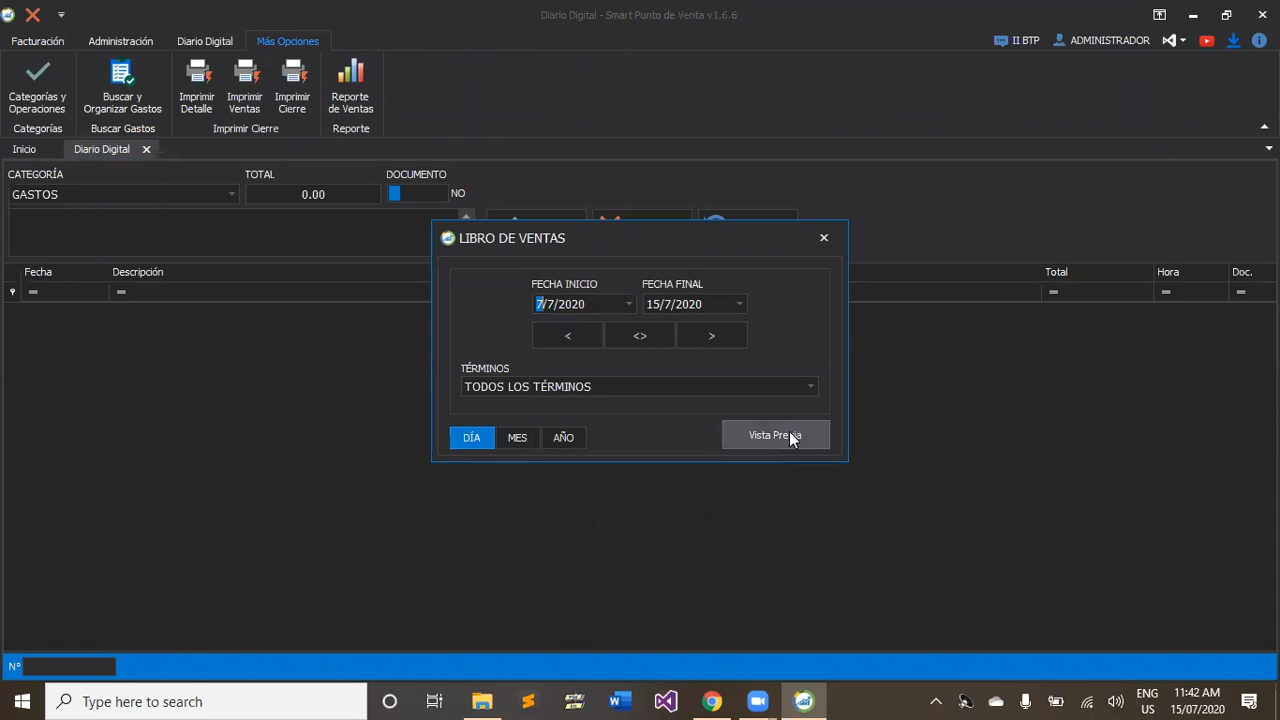 Diario Digital - Smart Punto de Venta v1.6.6
Facturación Administración Diario Digital Más Opciones II BTP ADMINISTRADOR
Categorías y Operaciones
Buscar y Organizar Gastos
Imprimir Detalle
Imprimir Ventas
Imprimir Cierre
Reporte de Ventas
Categorías Buscar Gastos Imprimir Cierre Reporte
Inicio Diario Digital
CATEGORÍA TOTAL DOCUMENTO
GASTOS 0.00 NO
LIBRO DE VENTAS
Fecha Descripción Total Hora Doc.
FECHA INICIO FECHA FINAL
7/7/2020 15/7/2020
< <> >
TÉRMINOS
TODOS LOS TÉRMINOS
DÍA MES AÑO Vista Previa
Nº
Type here to search
ENG US
11:42 AM
15/07/2020